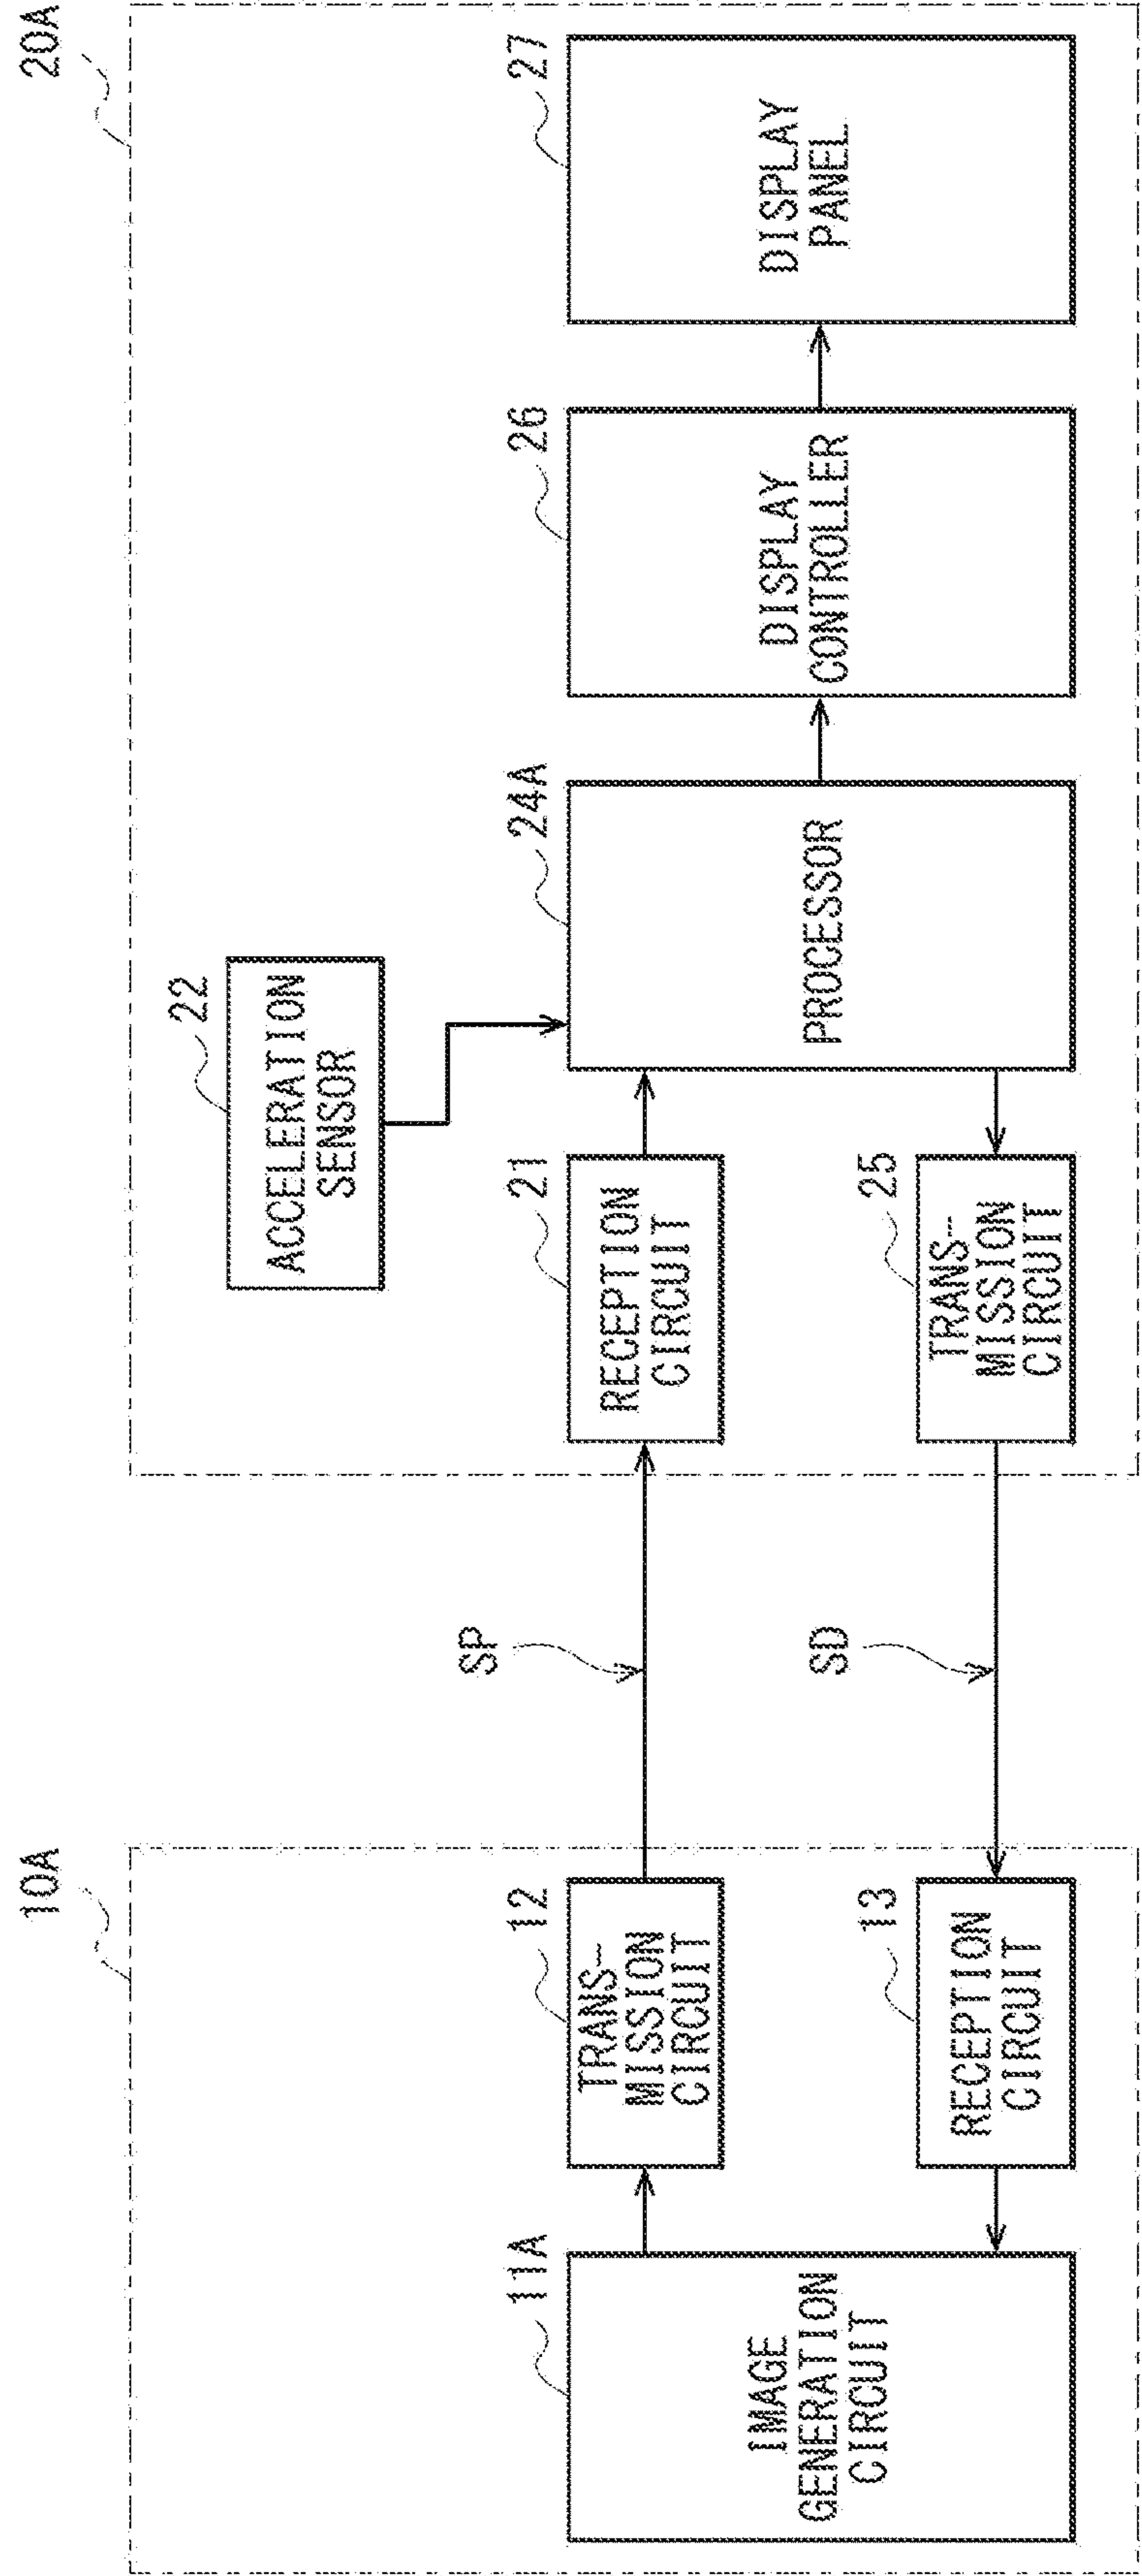 10A
20A
22
ACCELERATION
SENSOR
11A
12
SP
21
24A
26
27
IMAGE
GENERATION
CIRCUIT
TRANS-
MISSION
CIRCUIT
RECEPTION
CIRCUIT
PROCESSOR
DISPLAY
CONTROLLER
DISPLAY
PANEL
13
SD
25
RECEPTION
CIRCUIT
TRANS-
MISSION
CIRCUIT